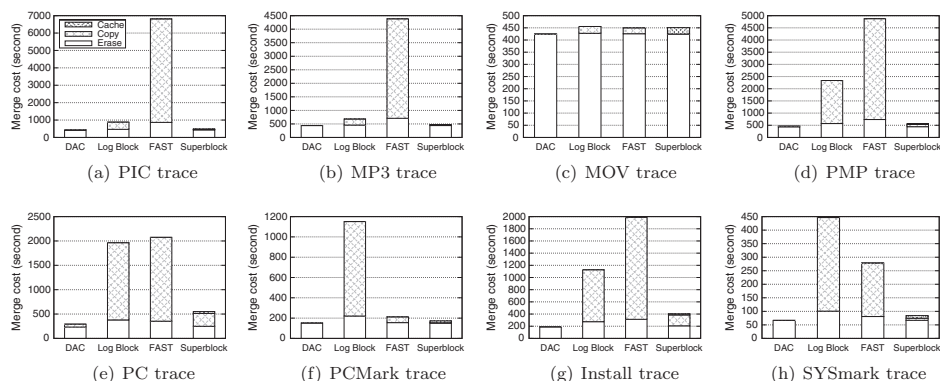 Merge cost (second)
7000
6000
5000
4000
3000
2000
1000
0
Cache
Copy
Erase
DAC Log Block FAST Superblock
(a) PIC trace
Merge cost (second)
4500
4000
3500
3000
2500
2000
1500
1000
500
0
DAC Log Block FAST Superblock
(b) MP3 trace
Merge cost (second)
500
450
400
350
300
250
200
150
100
50
0
DAC Log Block FAST Superblock
(c) MOV trace
Merge cost (second)
5000
4500
4000
3500
3000
2500
2000
1500
1000
500
0
DAC Log Block FAST Superblock
(d) PMP trace
Merge cost (second)
2500
2000
1500
1000
500
0
DAC Log Block FAST Superblock
(e) PC trace
Merge cost (second)
1200
1000
800
600
400
200
0
DAC Log Block FAST Superblock
(f) PCMark trace
Merge cost (second)
2000
1800
1600
1400
1200
1000
800
600
400
200
0
DAC Log Block FAST Superblock
(g) Install trace
Merge cost (second)
450
400
350
300
250
200
150
100
50
0
DAC Log Block FAST Superblock
(h) SYSmark trace